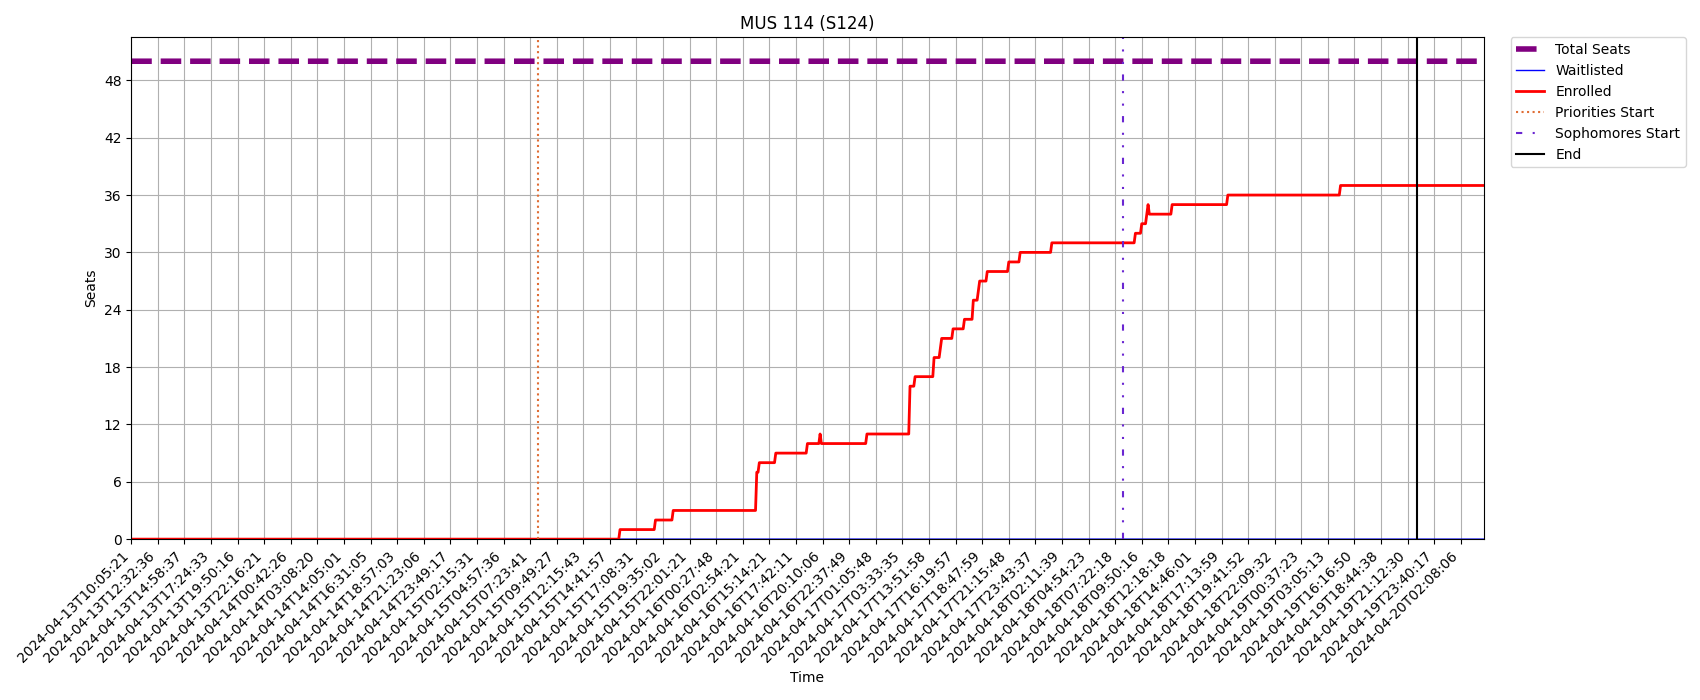 MUS 114 (S124)
Total Seats
Waitlisted
Enrolled
Priorities Start
Sophomores Start
End
Seats
48
42
36
30
24
18
12
6
0
2024-04-13T10:05:21
2024-04-13T12:32:36
2024-04-13T14:58:37
2024-04-13T17:24:33
2024-04-13T19:50:16
2024-04-13T22:16:21
2024-04-14T00:42:26
2024-04-14T03:08:20
2024-04-14T14:05:01
2024-04-14T16:31:05
2024-04-14T18:57:03
2024-04-14T21:23:06
2024-04-14T23:49:17
2024-04-15T02:15:31
2024-04-15T04:57:36
2024-04-15T07:23:41
2024-04-15T09:49:27
2024-04-15T12:15:43
2024-04-15T14:41:57
2024-04-15T17:08:31
2024-04-15T19:35:02
2024-04-15T22:01:21
2024-04-16T00:27:48
2024-04-16T02:54:21
2024-04-16T15:14:21
2024-04-16T17:42:11
2024-04-16T20:10:06
2024-04-16T22:37:49
2024-04-17T01:05:48
2024-04-17T03:33:35
2024-04-17T13:51:58
2024-04-17T16:19:57
2024-04-17T18:47:59
2024-04-17T21:15:48
2024-04-17T23:43:37
2024-04-18T02:11:39
2024-04-18T04:54:23
2024-04-18T07:22:18
2024-04-18T09:50:16
2024-04-18T12:18:18
2024-04-18T14:46:01
2024-04-18T17:13:59
2024-04-18T19:41:52
2024-04-18T22:09:32
2024-04-19T00:37:23
2024-04-19T03:05:13
2024-04-19T16:16:50
2024-04-19T18:44:38
2024-04-19T21:12:30
2024-04-19T23:40:17
2024-04-20T02:08:06
Time